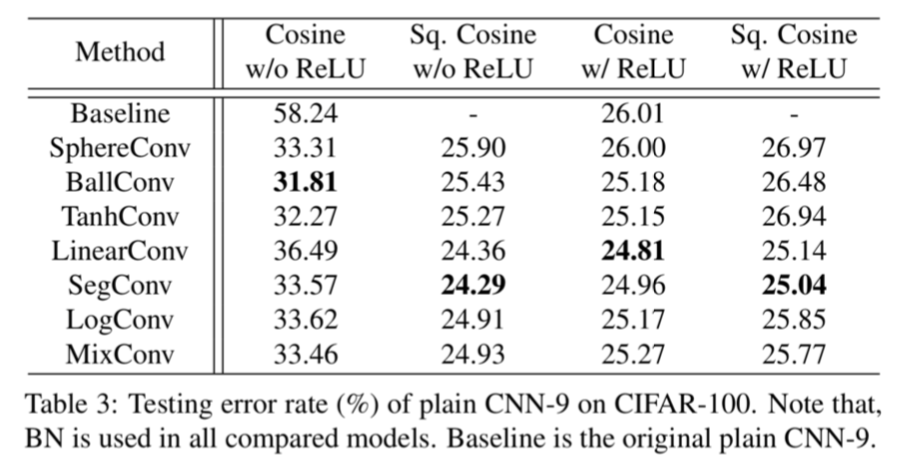 Method Cosine w/o ReLU Sq. Cosine w/o ReLU Cosine w/ ReLU Sq. Cosine w/ ReLU
Baseline 58.24 - 26.01 -
SphereConv 33.31 25.90 26.00 26.97
BallConv 31.81 25.43 25.18 26.48
TanhConv 32.27 25.27 25.15 26.94
LinearConv 36.49 24.36 24.81 25.14
SegConv 33.57 24.29 24.96 25.04
LogConv 33.62 24.91 25.17 25.85
MixConv 33.46 24.93 25.27 25.77
Table 3: Testing error rate (%) of plain CNN-9 on CIFAR-100. Note that,
BN is used in all compared models. Baseline is the original plain CNN-9.